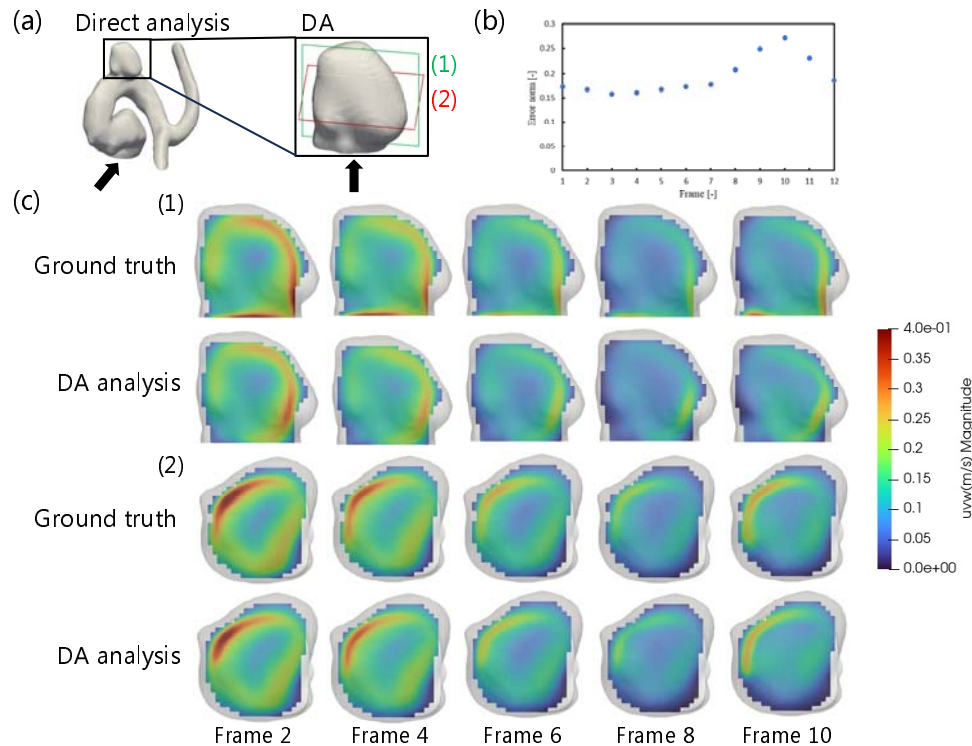 (a)
Direct analysis
DA
(1)
(2)
(b)
Error norm [-]
0.3
0.25
0.2
0.15
0.1
0.05
0
1 2 3 4 5 6 7 8 9 10 11 12
Frame [-]
(c)
(1)
Ground truth
DA analysis
(2)
Ground truth
DA analysis
Frame 2 Frame 4 Frame 6 Frame 8 Frame 10
4.0e-01
0.35
0.3
0.25
0.2
0.15
0.1
0.05
0.0e+00
uvw(m/s) Magnitude